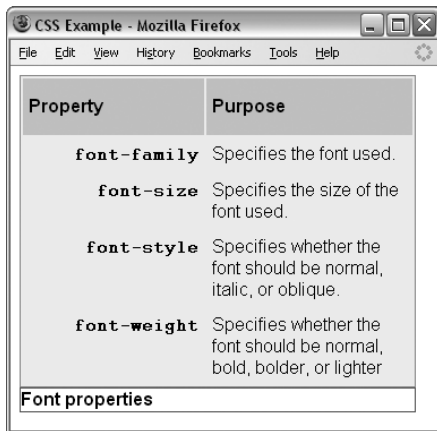 CSS Example - Mozilla Firefox
File Edit View History Bookmarks Tools Help
Property Purpose
font-family Specifies the font used.
font-size Specifies the size of the
font used.
font-style Specifies whether the
font should be normal,
italic, or oblique.
font-weight Specifies whether the
font should be normal,
bold, bolder, or lighter
Font properties